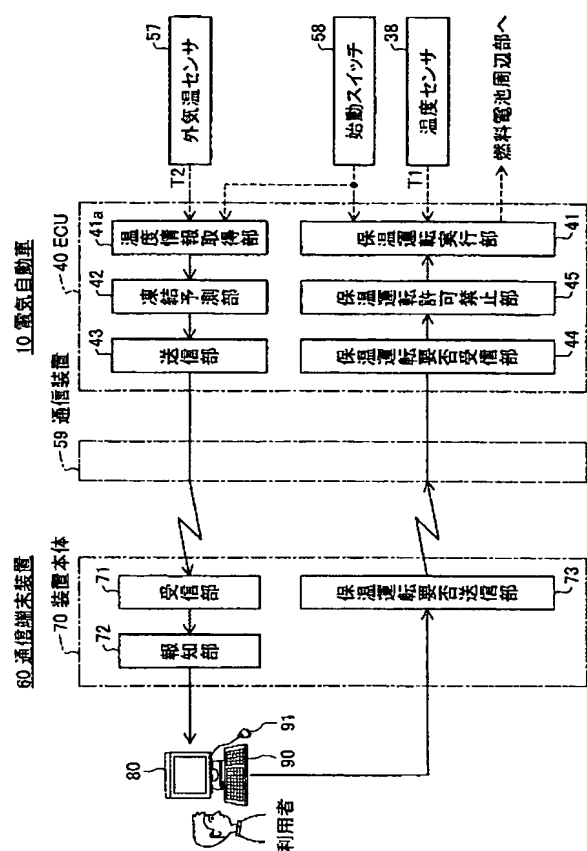 10 電気自動車
40 ECU
57
外気温センサ
T2
58
始動スイッチ
38
温度センサ
T1
41a
温度情報取得部
42
凍結予測部
43
送信部
41
保温運転実行部
燃料電池周辺部へ
45
保温運転許可禁止部
44
保温運転要否受信部
59 通信装置
60 通信端末装置
70 装置本体
71
受信部
72
報知部
73
保温運転要否送信部
80
91
90
利用者